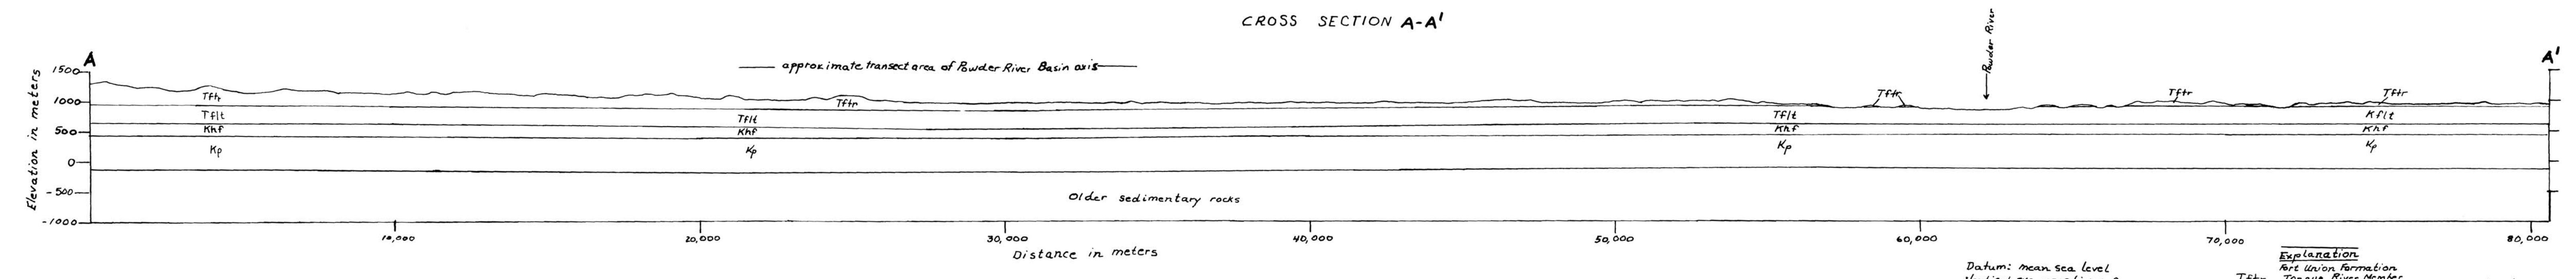 CROSS SECTION A-A'
Powder River
A
A'
approximate transect area of Powder River Basin axis
Elevation in meters
1500
1000
500
0
-500
-1000
Tftr
Tftr
Tftr
Tftr
Tftr
Tflt
Tflt
Tflt
Kflt
Khf
Khf
Khf
Khf
Kp
Kp
Kp
Kp
Older sedimentary rocks
10,000
20,000
30,000
40,000
50,000
60,000
70,000
80,000
Distance in meters
Datum: mean sea level
Explanation
Fort Union Formation
Tongue River Member